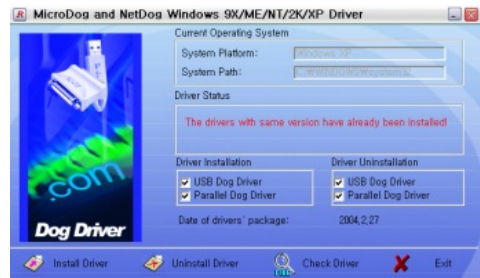 MicroDog and NetDog Windows 9X/ME/NT/2K/XP Driver
Current Operating System
System Platform:
Windows XP
System Path:
Driver Status
The drivers with same version have already been installed!
Driver Installation
USB Dog Driver
Parallel Dog Driver
Driver Uninstallation
USB Dog Driver
Parallel Dog Driver
Date of drivers' package:
2004,2,27
.com
Dog Driver
Install Driver
Uninstall Driver
Check Driver
Exit